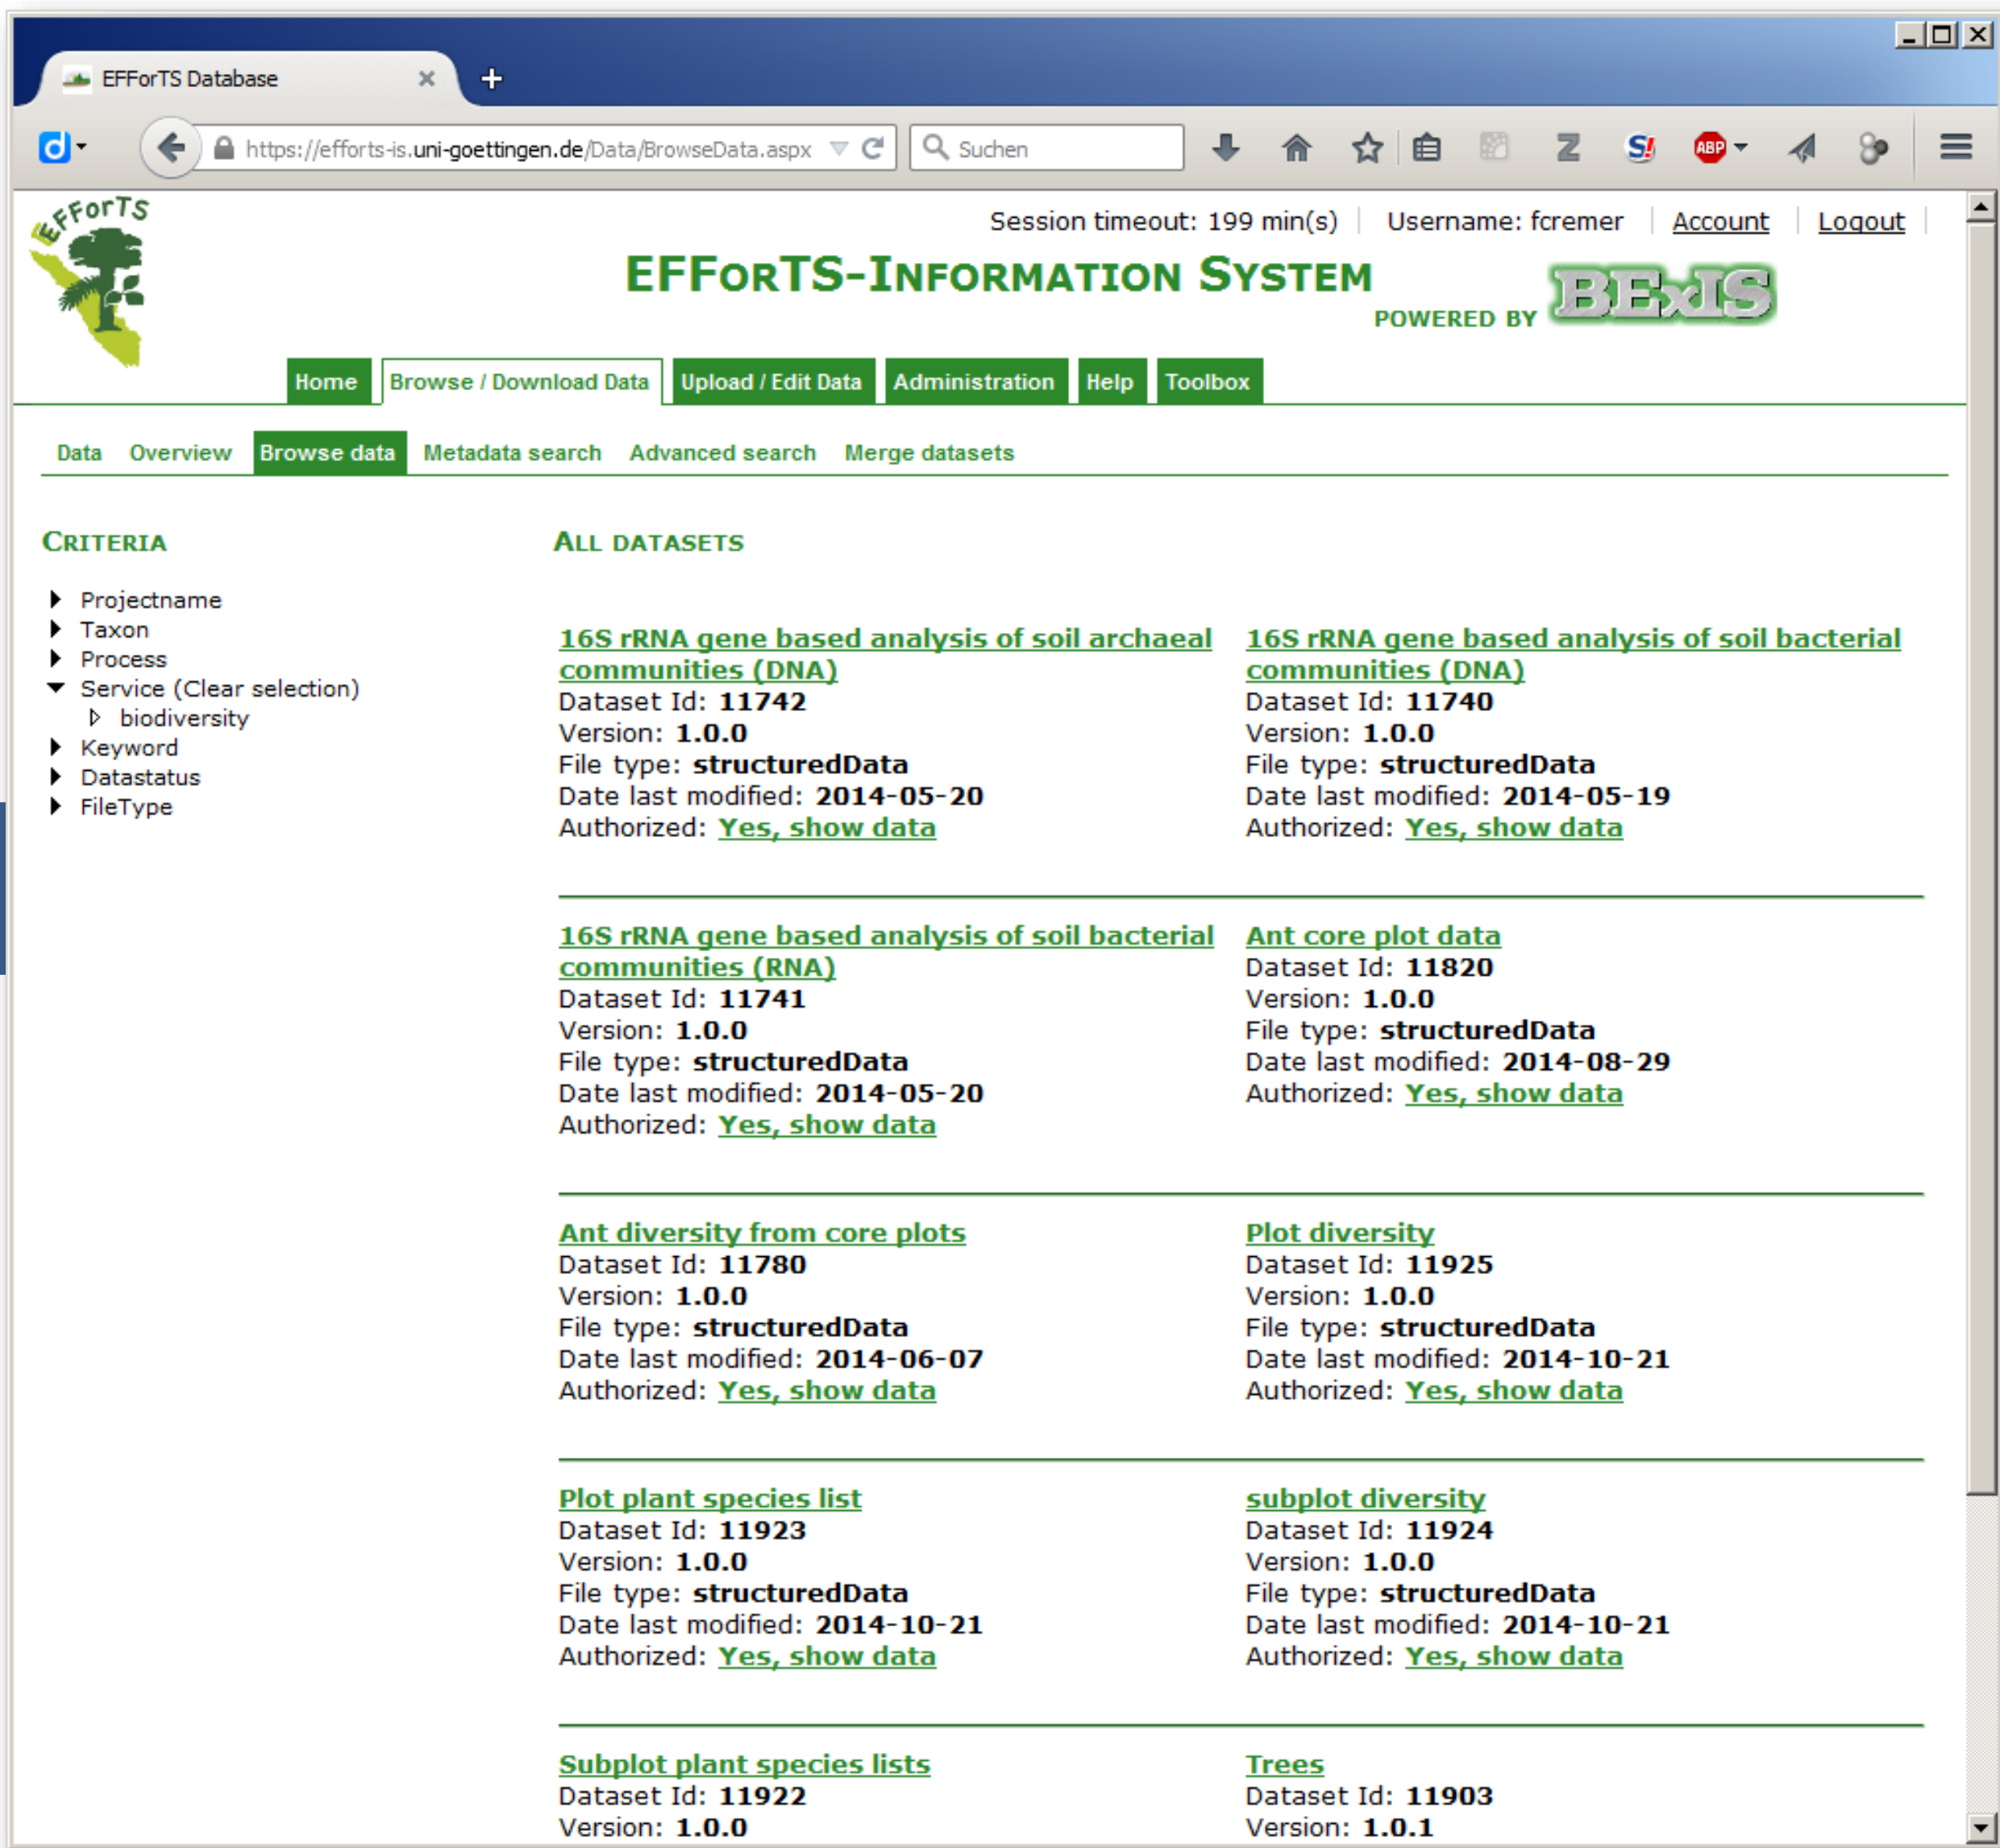 EFForTS Database
https://efforts-is.uni-goettingen.de/Data/BrowseData.aspx
Suchen
ABP
EFForTS
Session timeout: 199 min(s)
Username: fcremer
Account
Logout
EFForTS-Information System
powered by BExIS
Home
Browse / Download Data
Upload / Edit Data
Administration
Help
Toolbox
Data
Overview
Browse data
Metadata search
Advanced search
Merge datasets
Criteria
Projectname
Taxon
Process
Service (Clear selection)
biodiversity
Keyword
Datastatus
FileType
All datasets
16S rRNA gene based analysis of soil archaeal
communities (DNA)
Dataset Id: 11742
Version: 1.0.0
File type: structuredData
Date last modified: 2014-05-20
Authorized: Yes, show data
16S rRNA gene based analysis of soil bacterial
communities (DNA)
Dataset Id: 11740
Version: 1.0.0
File type: structuredData
Date last modified: 2014-05-19
Authorized: Yes, show data
16S rRNA gene based analysis of soil bacterial
communities (RNA)
Dataset Id: 11741
Version: 1.0.0
File type: structuredData
Date last modified: 2014-05-20
Authorized: Yes, show data
Ant core plot data
Dataset Id: 11820
Version: 1.0.0
File type: structuredData
Date last modified: 2014-08-29
Authorized: Yes, show data
Ant diversity from core plots
Dataset Id: 11780
Version: 1.0.0
File type: structuredData
Date last modified: 2014-06-07
Authorized: Yes, show data
Plot diversity
Dataset Id: 11925
Version: 1.0.0
File type: structuredData
Date last modified: 2014-10-21
Authorized: Yes, show data
Plot plant species list
Dataset Id: 11923
Version: 1.0.0
File type: structuredData
Date last modified: 2014-10-21
Authorized: Yes, show data
subplot diversity
Dataset Id: 11924
Version: 1.0.0
File type: structuredData
Date last modified: 2014-10-21
Authorized: Yes, show data
Subplot plant species lists
Dataset Id: 11922
Version: 1.0.0
Trees
Dataset Id: 11903
Version: 1.0.1